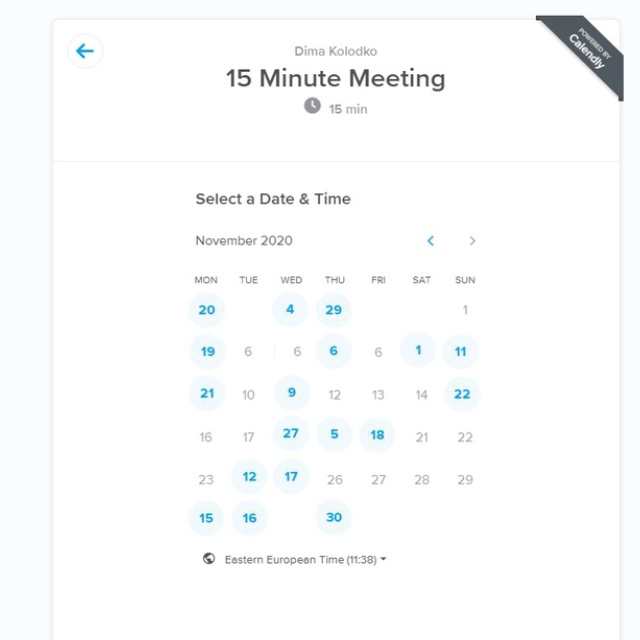 Dima Kolodko
POWERED BY
Calendly
15 Minute Meeting
15 min
Select a Date & Time
November 2020
MON TUE WED THU FRI SAT SUN
20 4 29 1
19 6 6 6 6 1 11
21 10 9 12 13 14 22
16 17 27 5 18 21 22
23 12 17 26 27 28 29
15 16 30
Eastern European Time (11:38)